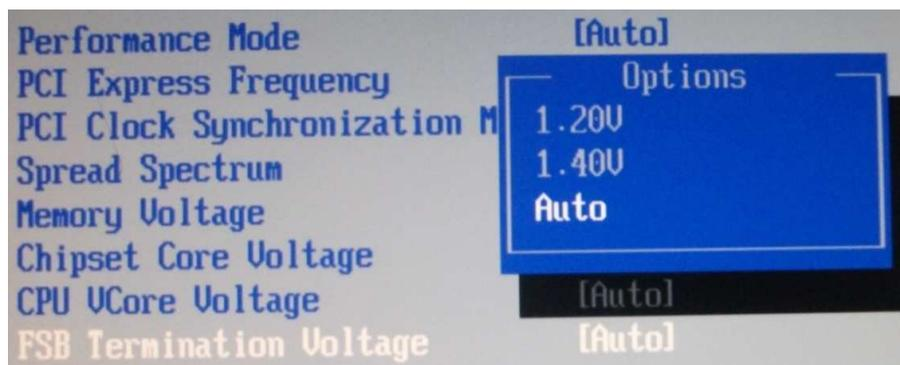 Performance Mode [Auto]
PCI Express Frequency
PCI Clock Synchronization M
Spread Spectrum
Memory Voltage
Chipset Core Voltage
CPU VCore Voltage [Auto]
FSB Termination Voltage [Auto]
Options
1.20V
1.40V
Auto